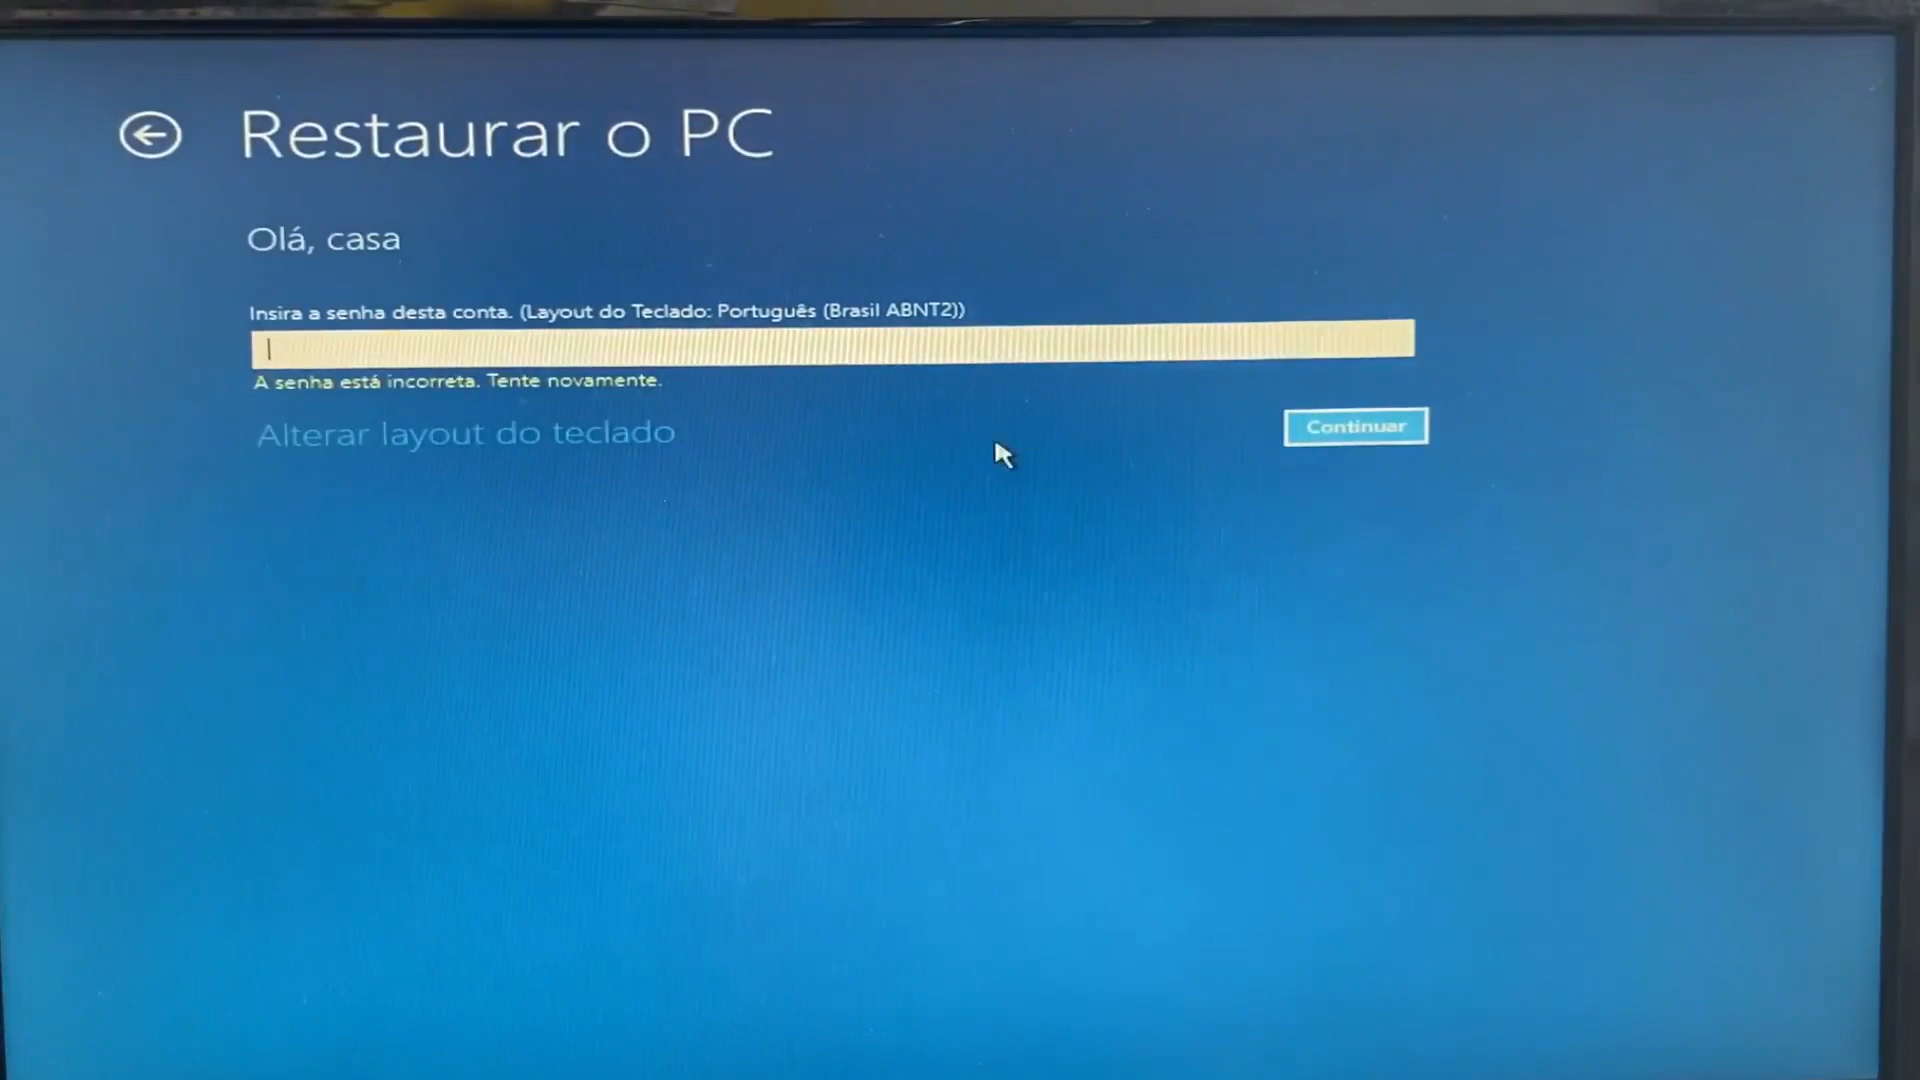 Restaurar o PC
Olá, casa
Insira a senha desta conta. (Layout do Teclado: Português (Brasil ABNT2))
A senha está incorreta. Tente novamente.
Alterar layout do teclado
Continuar